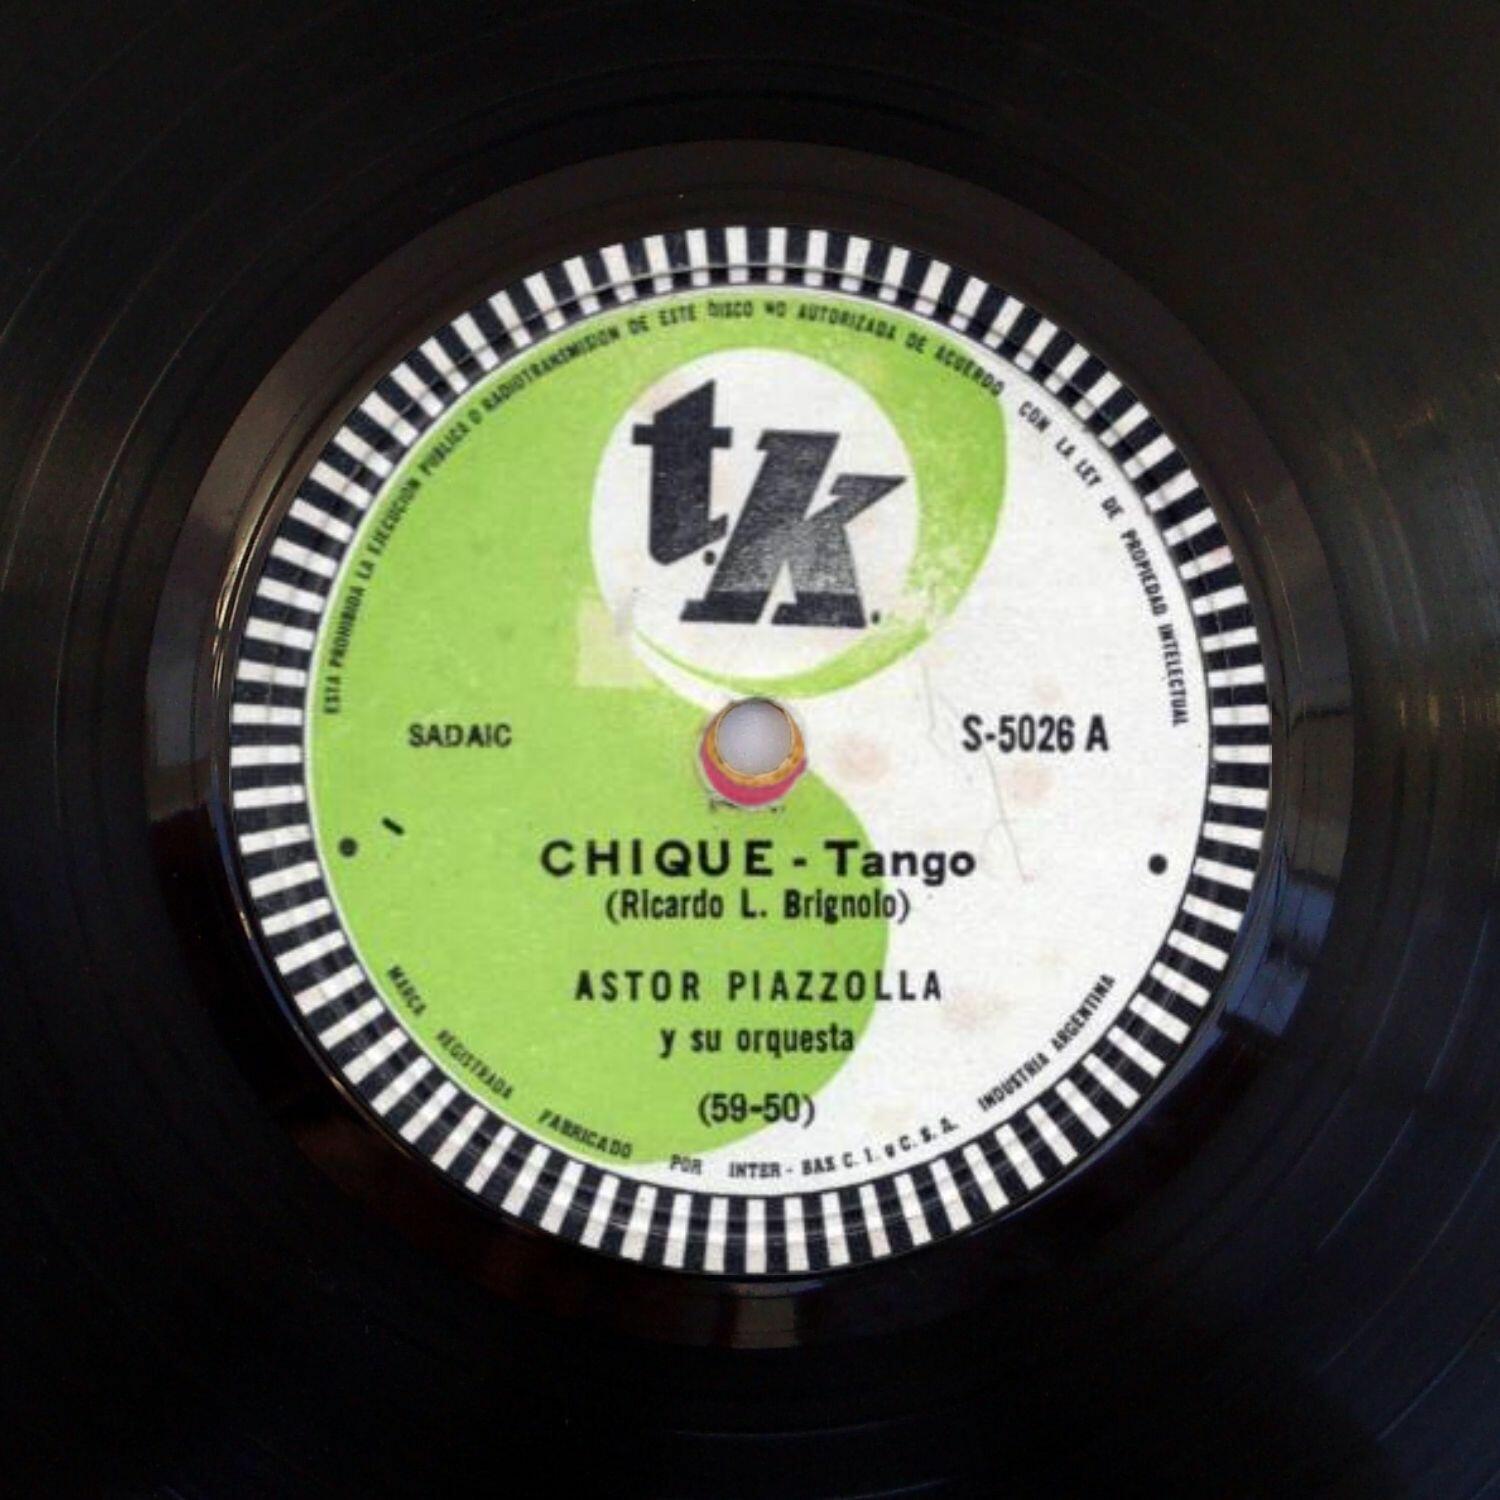 ESTA PROHIBIDA LA EJECUCION PUBLICA O RADIOTRANSMISION DE ESTE DISCO NO AUTORIZADA DE ACUERDO CON LA LEY DE PROPIEDAD INTELECTUAL
t.k.
SADAIC
S-5026 A
CHIQUE - Tango
(Ricardo L. Brignolo)
ASTOR PIAZZOLLA
y su orquesta
(59-50)
MARCA REGISTRADA FABRICADO POR INTER - BAS C. I. y C. S. A. INDUSTRIA ARGENTINA